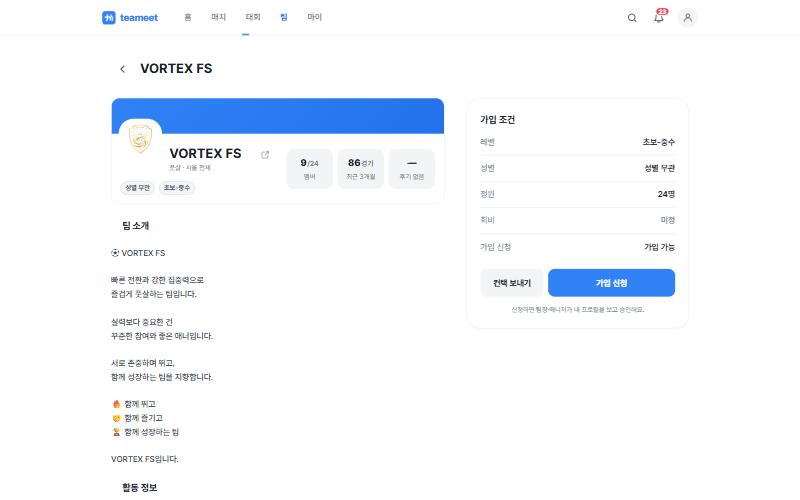 teameet
홈 매치 대회 팀 마이
23
VORTEX FS
VORTEX FS
풋살 · 서울 전체
성별 무관 초보-중수
9/24
멤버
86경기
최근 3개월
—
후기 없음
팀 소개
⚽ VORTEX FS
빠른 전환과 강한 집중력으로
즐겁게 풋살하는 팀입니다.
실력보다 중요한 건
꾸준한 참여와 좋은 매너입니다.
서로 존중하며 뛰고,
함께 성장하는 팀을 지향합니다.
🔥 함께 뛰고
🤝 함께 즐기고
🏆 함께 성장하는 팀
VORTEX FS입니다.
활동 정보
가입 조건
레벨 초보-중수
성별 성별 무관
정원 24명
회비 미정
가입 신청 가입 가능
컨택 보내기 가입 신청
신청하면 팀장·매니저가 내 프로필을 보고 승인해요.